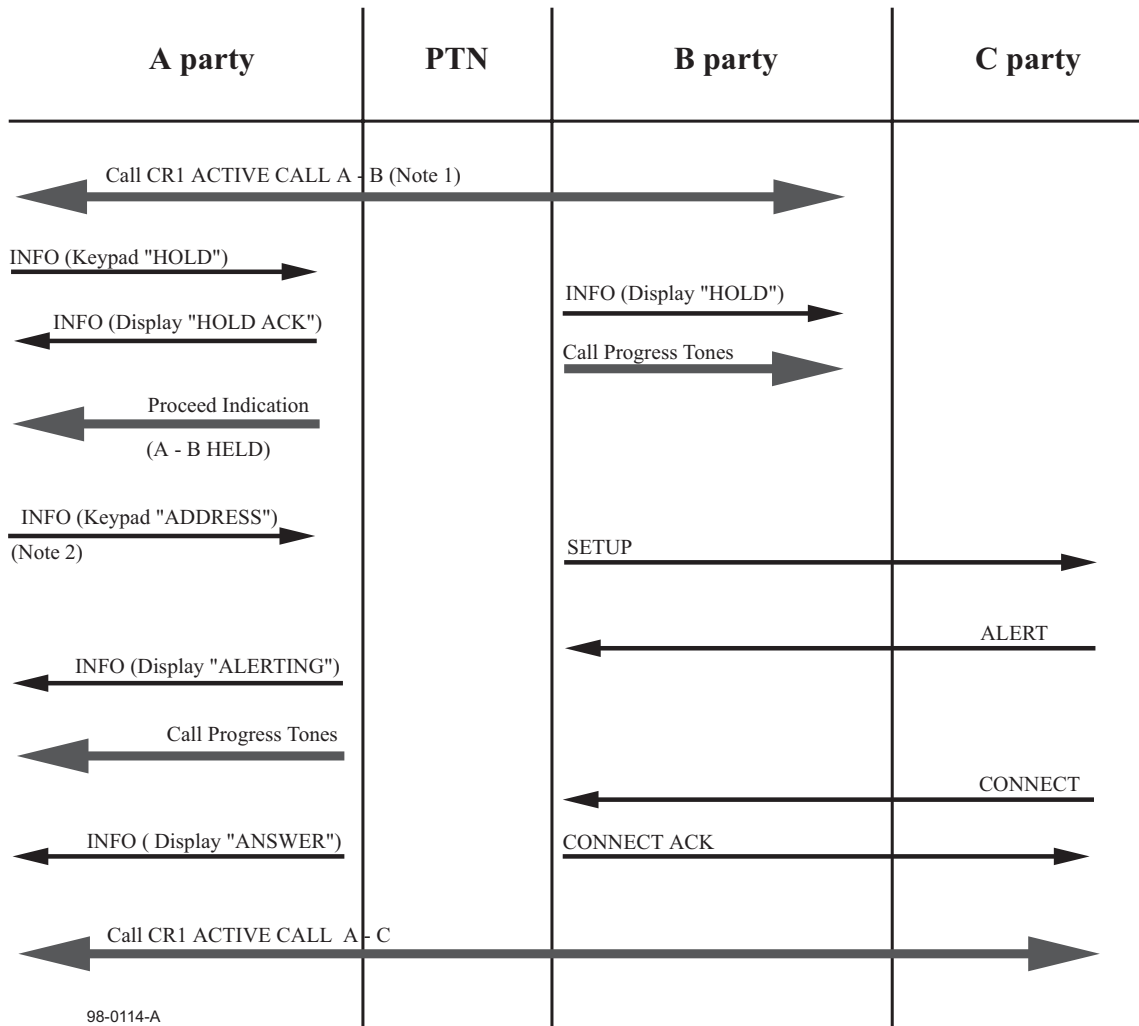 A party PTN B party C party
Call CR1 ACTIVE CALL A - B (Note 1)
INFO (Keypad "HOLD")
INFO (Display "HOLD")
INFO (Display "HOLD ACK")
Call Progress Tones
Proceed Indication
(A - B HELD)
INFO (Keypad "ADDRESS")
(Note 2)
SETUP
ALERT
INFO (Display "ALERTING")
Call Progress Tones
CONNECT
INFO ( Display "ANSWER")
CONNECT ACK
Call CR1 ACTIVE CALL A - C
98-0114-A